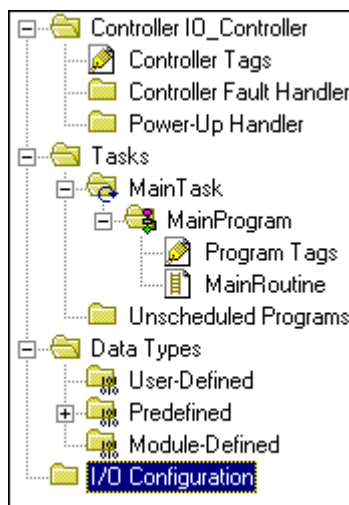 Controller IO_Controller
Controller Tags
Controller Fault Handler
Power-Up Handler
Tasks
MainTask
MainProgram
Program Tags
MainRoutine
Unscheduled Programs
Data Types
User-Defined
Predefined
Module-Defined
I/O Configuration